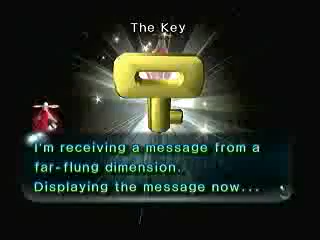 The Key
I'm receiving a message from a
far-flung dimension.
Displaying the message now...